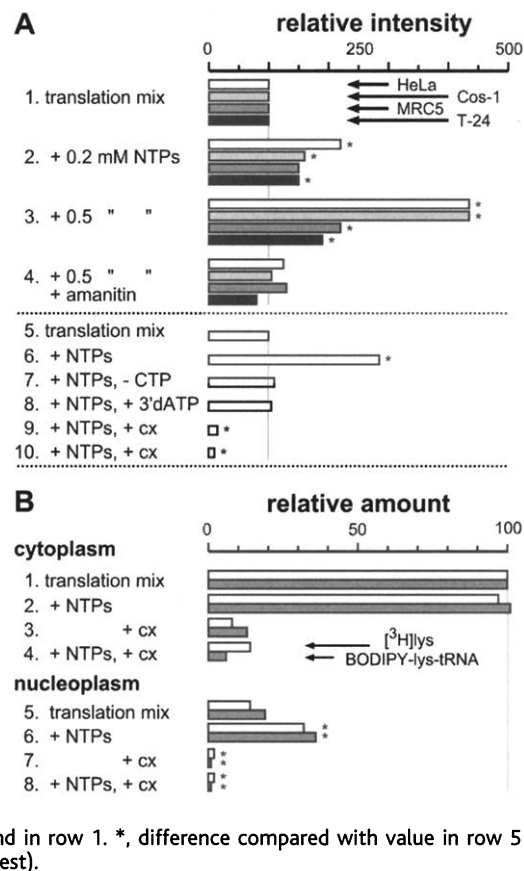 A
relative intensity
0 250 500
HeLa
1. translation mix
Cos-1
MRC5
T-24
2. + 0.2 mM NTPs
*
*
*
3. + 0.5 " "
*
*
*
*
4. + 0.5 " "
+ amanitin
5. translation mix
6. + NTPs *
7. + NTPs, - CTP
8. + NTPs, + 3'dATP
9. + NTPs, + cx *
10. + NTPs, + cx *
B
relative amount
0 50 100
cytoplasm
1. translation mix
2. + NTPs
3. + cx
[³H]lys
4. + NTPs, + cx
BODIPY-lys-tRNA
nucleoplasm
5. translation mix
6. + NTPs *
*
7. + cx *
*
8. + NTPs, + cx *
*
nd in row 1. *, difference compared with value in row 5
est).